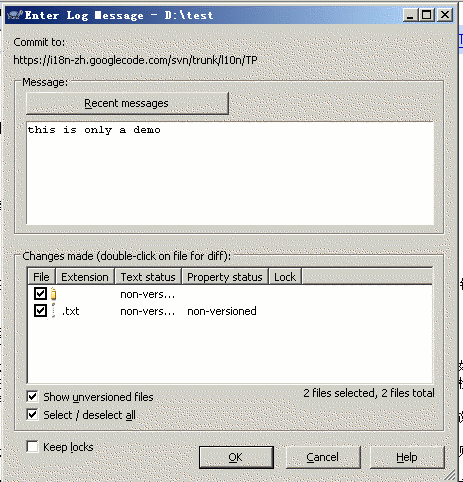 Enter Log Message - D:\test
Commit to:
https://i18n-zh.googlecode.com/svn/trunk/l10n/TP
Message:
Recent messages
this is only a demo
Changes made (double-click on file for diff):
File Extension Text status Property status Lock
non-vers...
.txt non-vers... non-versioned
Show unversioned files
2 files selected, 2 files total
Select / deselect all
Keep locks
OK Cancel Help